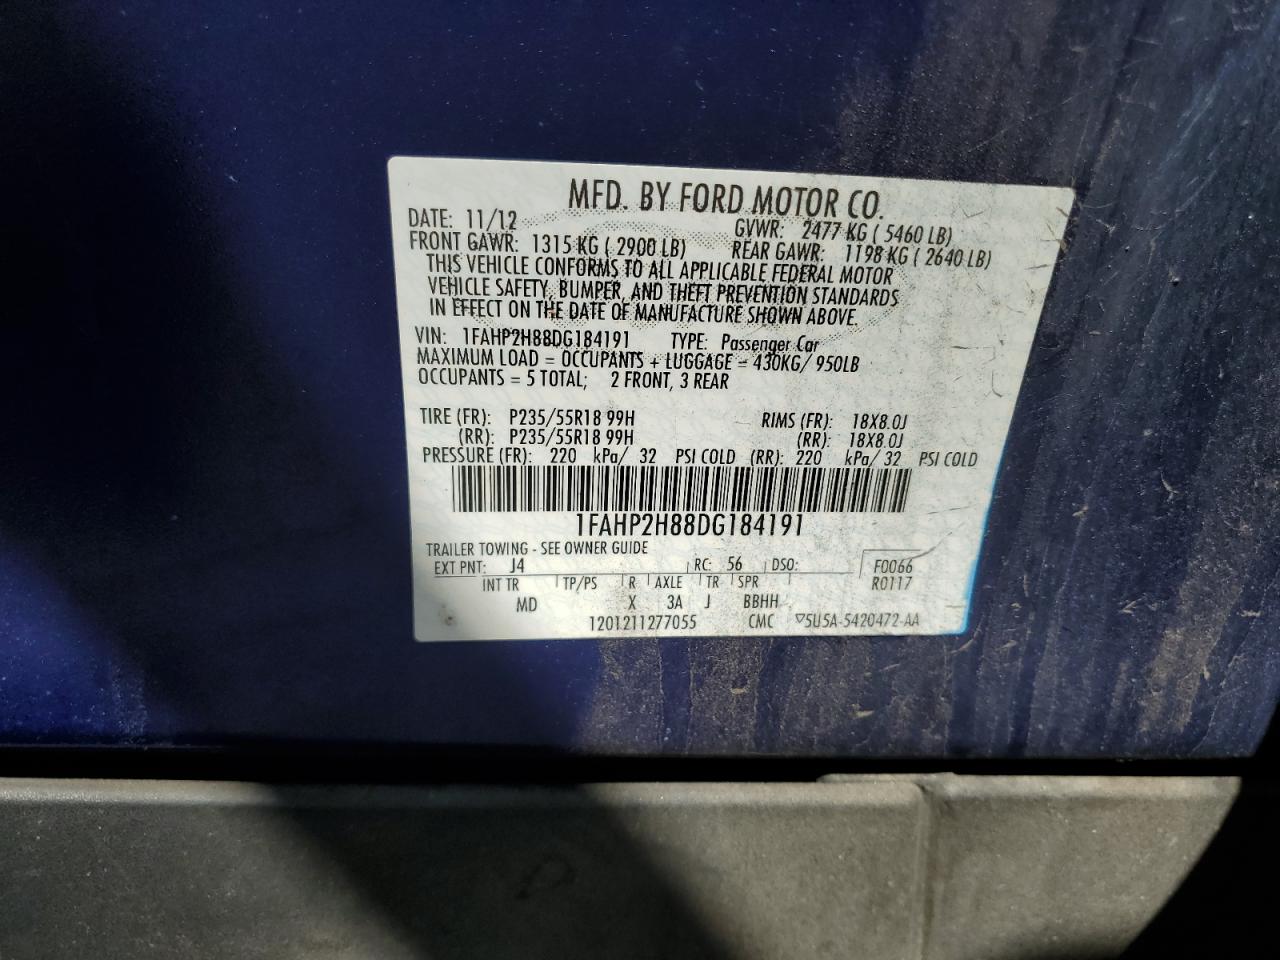 MFD. BY FORD MOTOR CO.
DATE: 11/12 GVWR: 2477 KG ( 5460 LB)
FRONT GAWR: 1315 KG ( 2900 LB) REAR GAWR: 1198 KG ( 2640 LB)
THIS VEHICLE CONFORMS TO ALL APPLICABLE FEDERAL MOTOR
VEHICLE SAFETY, BUMPER, AND THEFT PREVENTION STANDARDS
IN EFFECT ON THE DATE OF MANUFACTURE SHOWN ABOVE.
VIN: 1FAHP2H88DG184191 TYPE: Passenger Car
MAXIMUM LOAD = OCCUPANTS + LUGGAGE = 430KG/ 950LB
OCCUPANTS = 5 TOTAL; 2 FRONT, 3 REAR
TIRE (FR): P235/55R18 99H RIMS (FR): 18X8.0J
(RR): P235/55R18 99H (RR): 18X8.0J
PRESSURE (FR): 220 kPa/ 32 PSI COLD (RR): 220 kPa/ 32 PSI COLD
1FAHP2H88DG184191
TRAILER TOWING - SEE OWNER GUIDE
EXT PNT: J4 RC: 56 DSO: F0066
INT TR TP/PS R AXLE TR SPR R0117
MD X 3A J BBHH
1201211277055 CMC ▽5U5A-5420472-AA